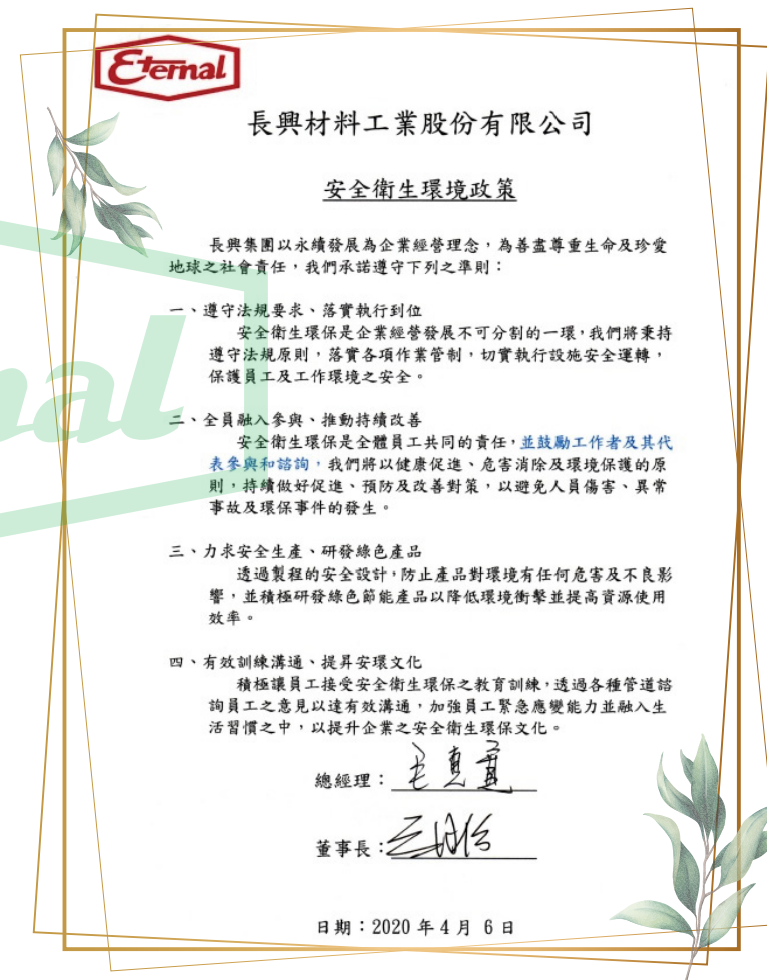 Eternal
長興材料工業股份有限公司
安全衛生環境政策
長興集團以永續發展為企業經營理念，為善盡尊重生命及珍愛
地球之社會責任，我們承諾遵守下列之準則：
一、遵守法規要求、落實執行到位
安全衛生環保是企業經營發展不可分割的一環，我們將秉持
遵守法規原則，落實各項作業管制，切實執行設施安全運轉，
保護員工及工作環境之安全。
二、全員融入參與、推動持續改善
安全衛生環保是全體員工共同的責任，並鼓勵工作者及其代
表參與和諮詢，我們將以健康促進、危害消除及環境保護的原
則，持續做好促進、預防及改善對策，以避免人員傷害、異常
事故及環保事件的發生。
三、力求安全生產、研發綠色產品
透過製程的安全設計，防止產品對環境有任何危害及不良影
響，並積極研發綠色節能產品以降低環境衝擊並提高資源使用
效率。
四、有效訓練溝通、提昇安環文化
積極讓員工接受安全衛生環保之教育訓練，透過各種管道諮
詢員工之意見以達有效溝通，加強員工緊急應變能力並融入生
活習慣之中，以提升企業之安全衛生環保文化。
總經理：
董事長：
日期：2020 年 4 月 6 日
nal